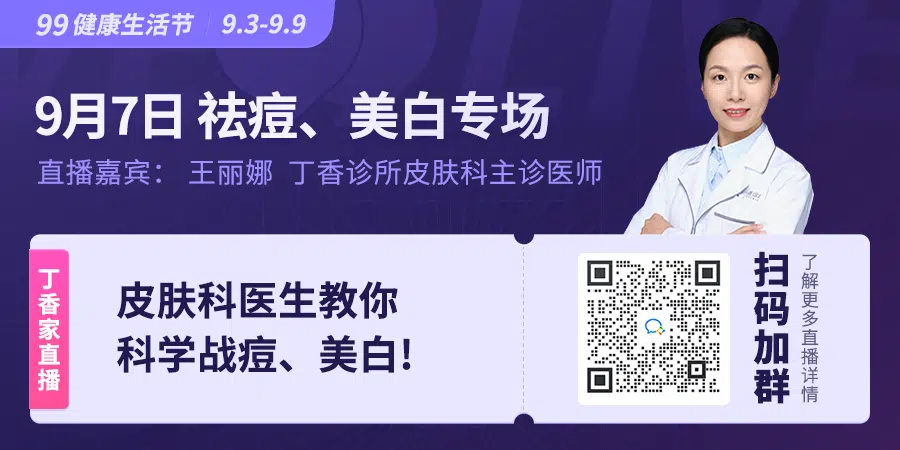 99健康生活节 9.3-9.9
9月7日 祛痘、美白专场
直播嘉宾： 王丽娜 丁香诊所皮肤科主诊医师
丁香家直播
皮肤科医生教你
科学战痘、美白!
扫码加群
了解更多直播详情